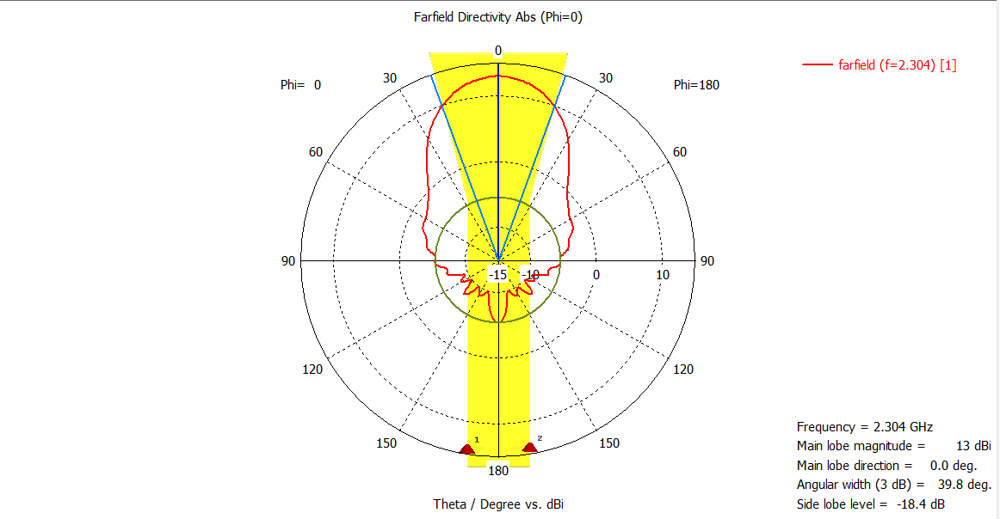 Farfield Directivity Abs (Phi=0)
0
farfield (f=2.304) [1]
Phi= 0
30
30
Phi=180
60
60
90
-15
-10
0
10
90
120
120
150
1
2
150
180
Frequency = 2.304 GHz
Main lobe magnitude = 13 dBi
Main lobe direction = 0.0 deg.
Angular width (3 dB) = 39.8 deg.
Side lobe level = -18.4 dB
Theta / Degree vs. dBi